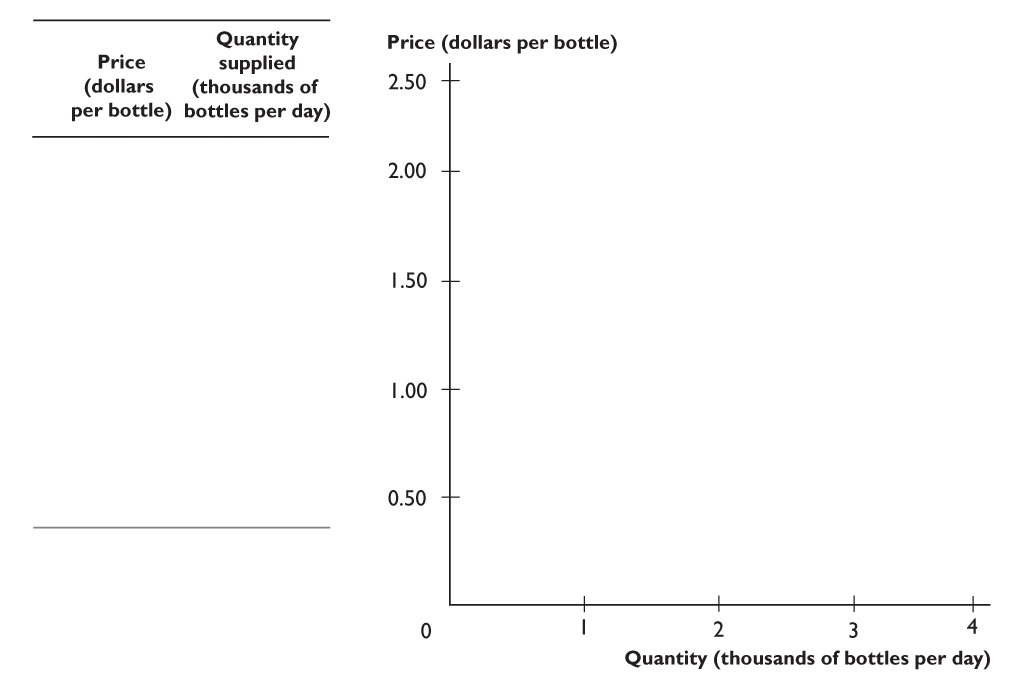 Price
(dollars
per bottle)
Quantity
supplied
(thousands of
bottles per day)
Price (dollars per bottle)
2.50
2.00
1.50
1.00
0.50
0
1
2
3
4
Quantity (thousands of bottles per day)